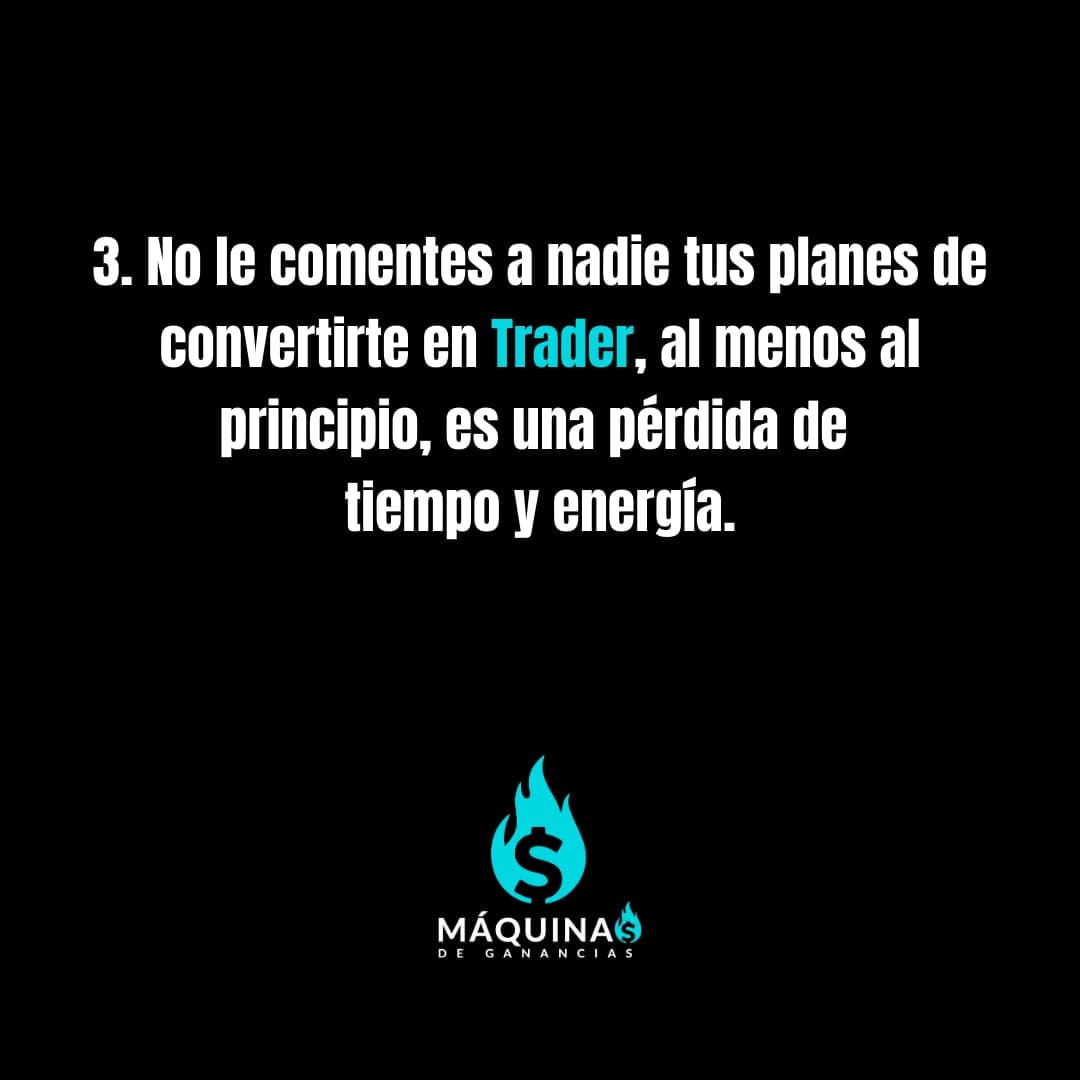 3. No le comentes a nadie tus planes de
convertirte en Trader, al menos al
principio, es una pérdida de
tiempo y energía.
$
MÁQUINA$
DE GANANCIAS